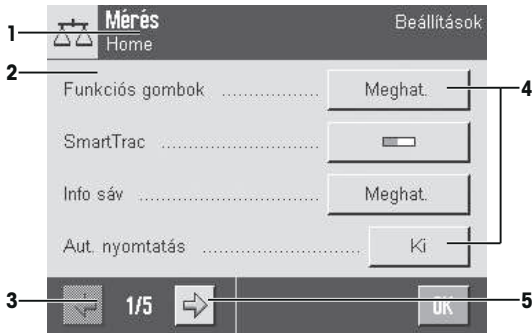 Mérés
Home
Beállítások
1
2
Funkciós gombok .................. Meghat.
4
SmartTrac .............................
Info sáv ................................ Meghat.
Aut. nyomtatás ............................. Ki
3
1/5
5
OK